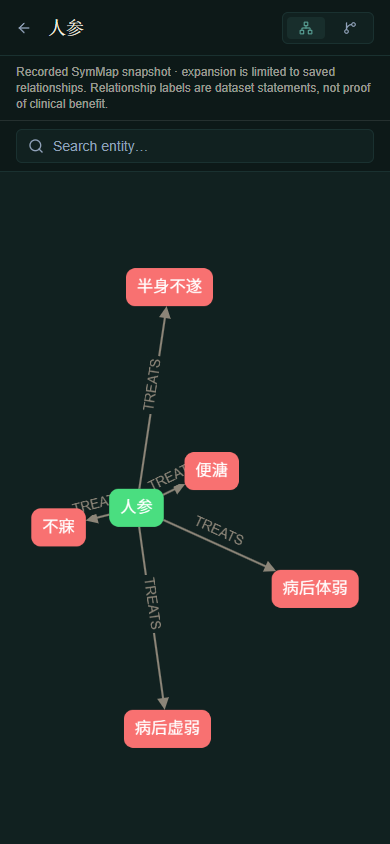 人参
Recorded SymMap snapshot · expansion is limited to saved
relationships. Relationship labels are dataset statements, not proof
of clinical benefit.
Search entity…
半身不遂
TREATS
便溏
人参
不寐
TREATS
病后体弱
TREATS
病后虚弱